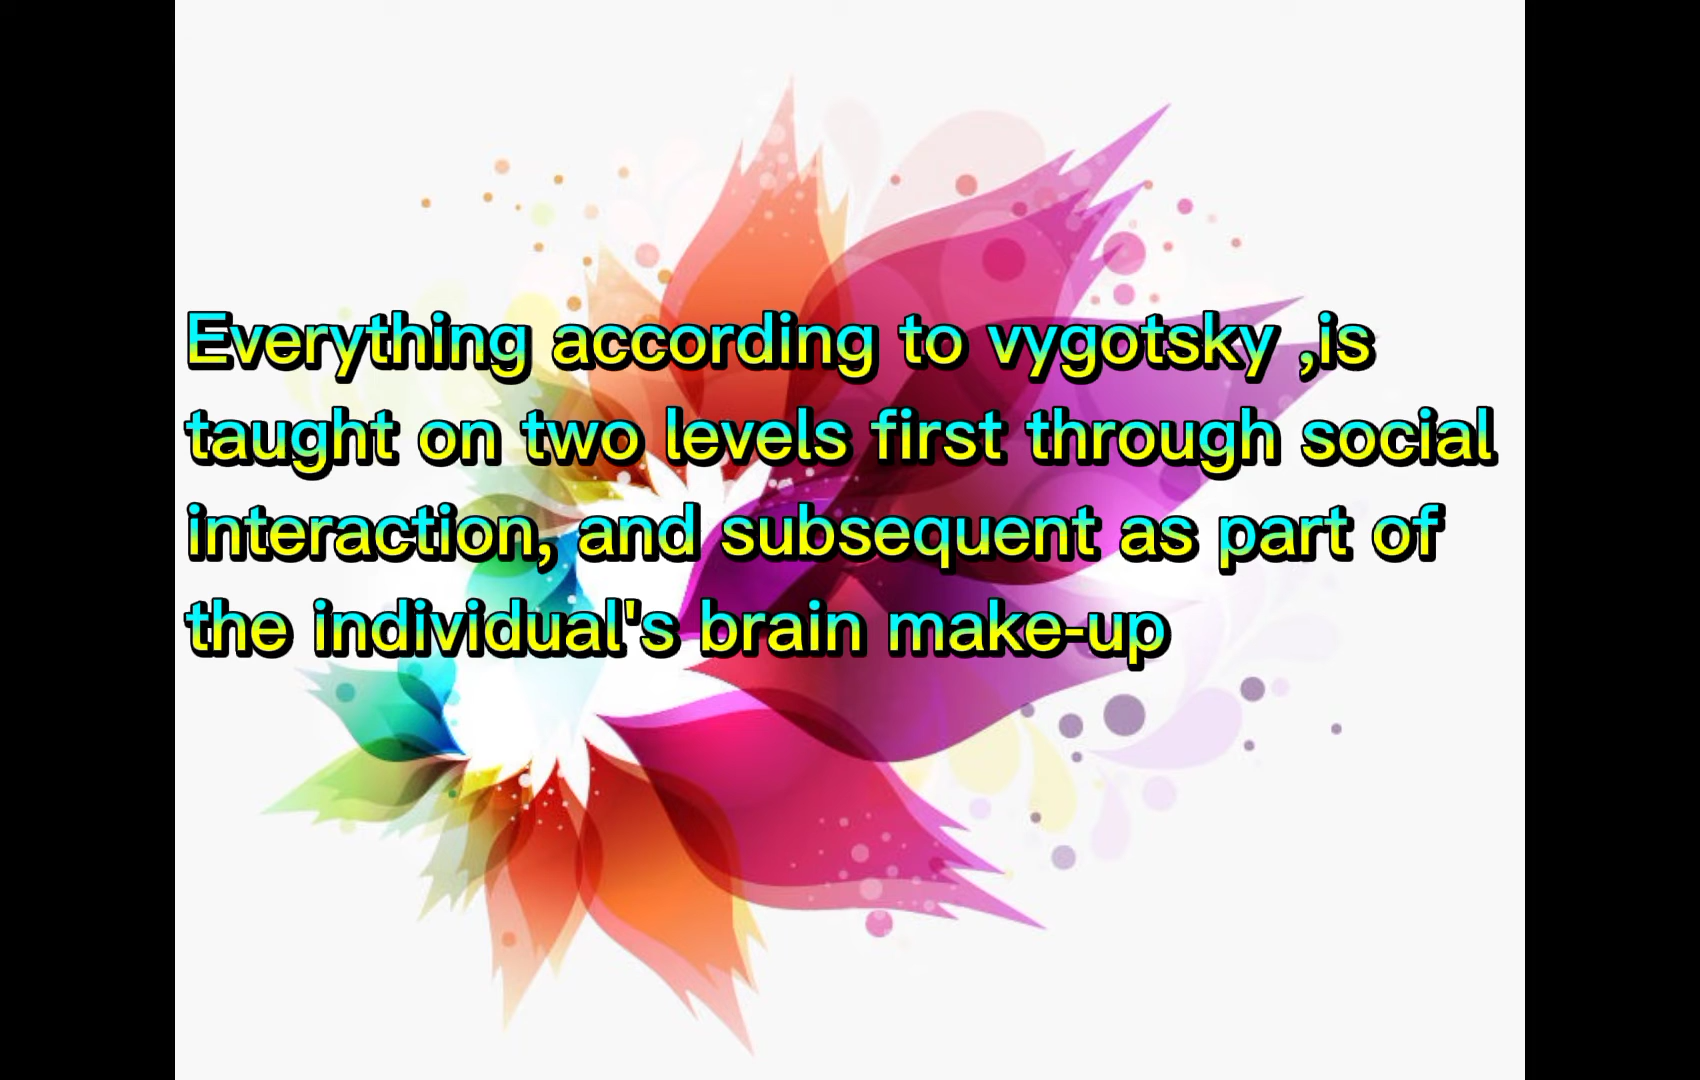 Everything according to vygotsky ,is
taught on two levels first through social
interaction, and subsequent as part of
the individual's brain make-up